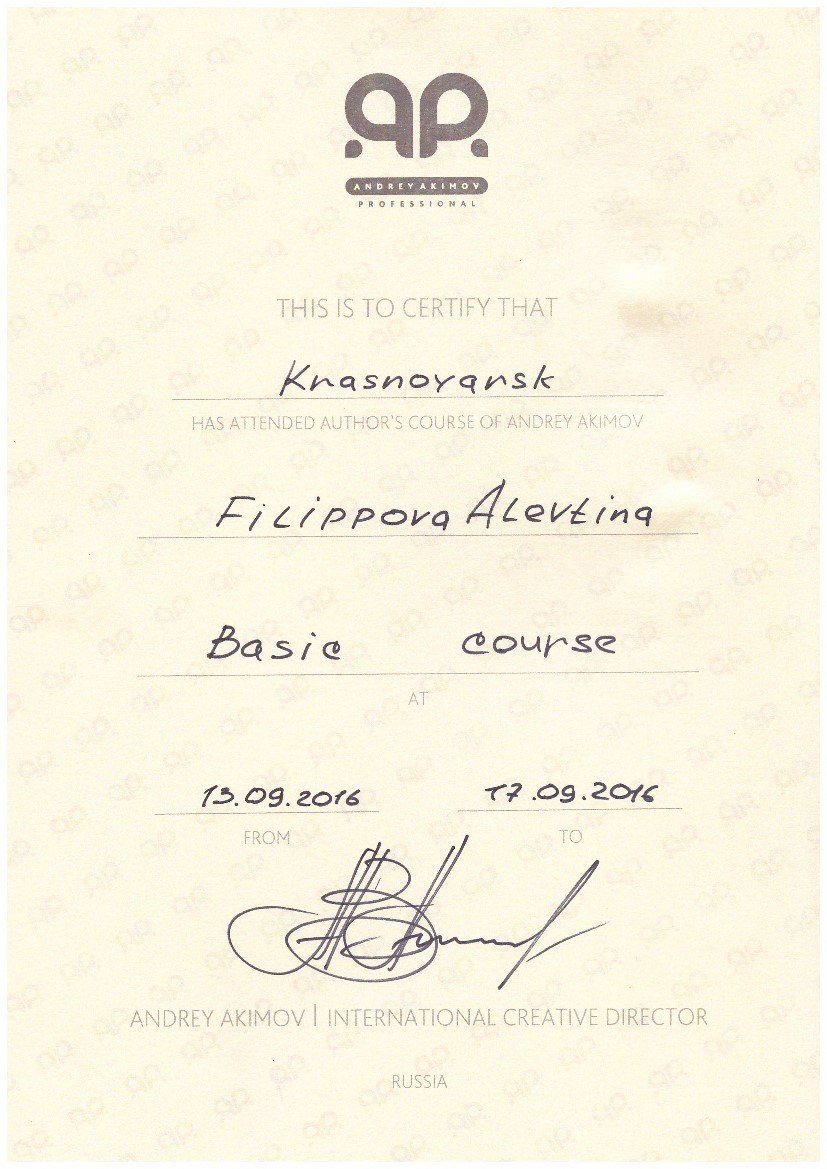 ANDREY AKIMOV
PROFESSIONAL
THIS IS TO CERTIFY THAT
Krasnoyarsk
HAS ATTENDED AUTHOR'S COURSE OF ANDREY AKIMOV
Filippova Alevtina
Basic course
AT
13.09.2016 17.09.2016
FROM TO
ANDREY AKIMOV | INTERNATIONAL CREATIVE DIRECTOR
RUSSIA